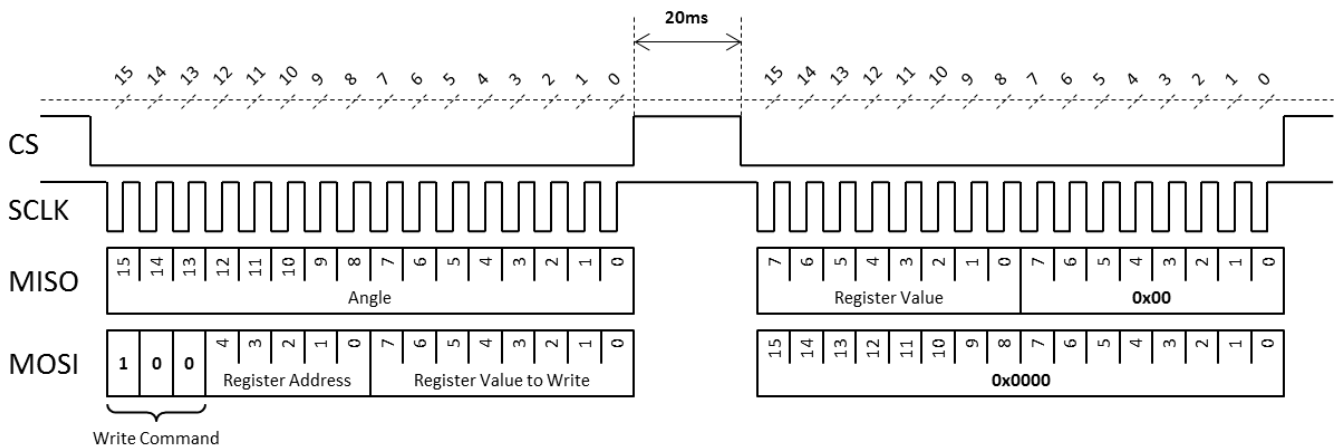 20ms
15 14 13 12 11 10 9 8 7 6 5 4 3 2 1 0 15 14 13 12 11 10 9 8 7 6 5 4 3 2 1 0
CS
SCLK
MISO 15 14 13 12 11 10 9 8 7 6 5 4 3 2 1 0 7 6 5 4 3 2 1 0 7 6 5 4 3 2 1 0
Angle Register Value 0x00
MOSI 1 0 0 4 3 2 1 0 7 6 5 4 3 2 1 0 15 14 13 12 11 10 9 8 7 6 5 4 3 2 1 0
Register Address Register Value to Write 0x0000
Write Command